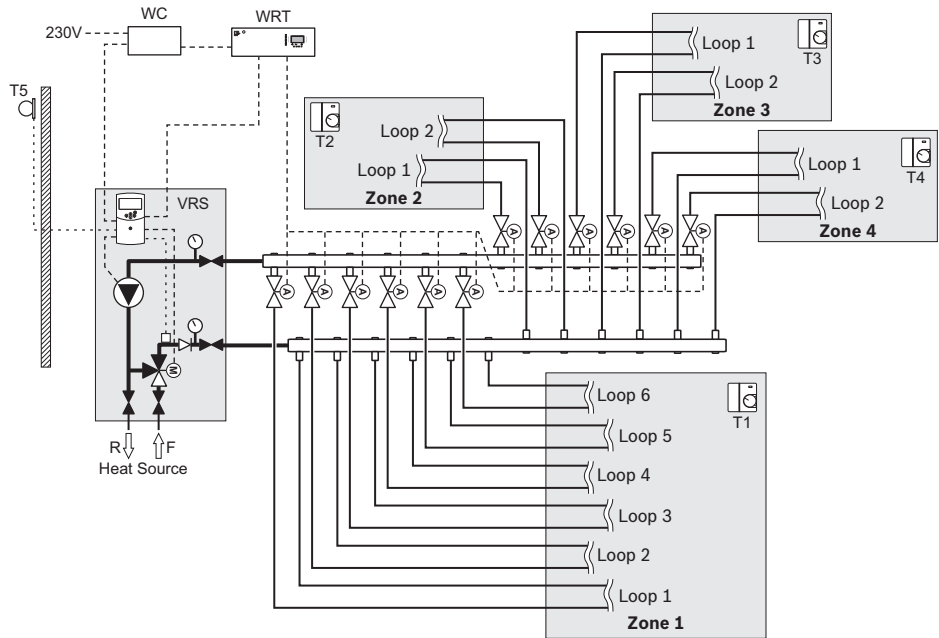 WC
WRT
230V
T5
VRS
T2
Loop 2
Loop 1
Zone 2
Loop 1
T3
Loop 2
Zone 3
Loop 1
T4
Loop 2
Zone 4
A
A
A
A
A
A
A
A
A
A
A
A
M
R
F
Heat Source
Loop 6
T1
Loop 5
Loop 4
Loop 3
Loop 2
Loop 1
Zone 1